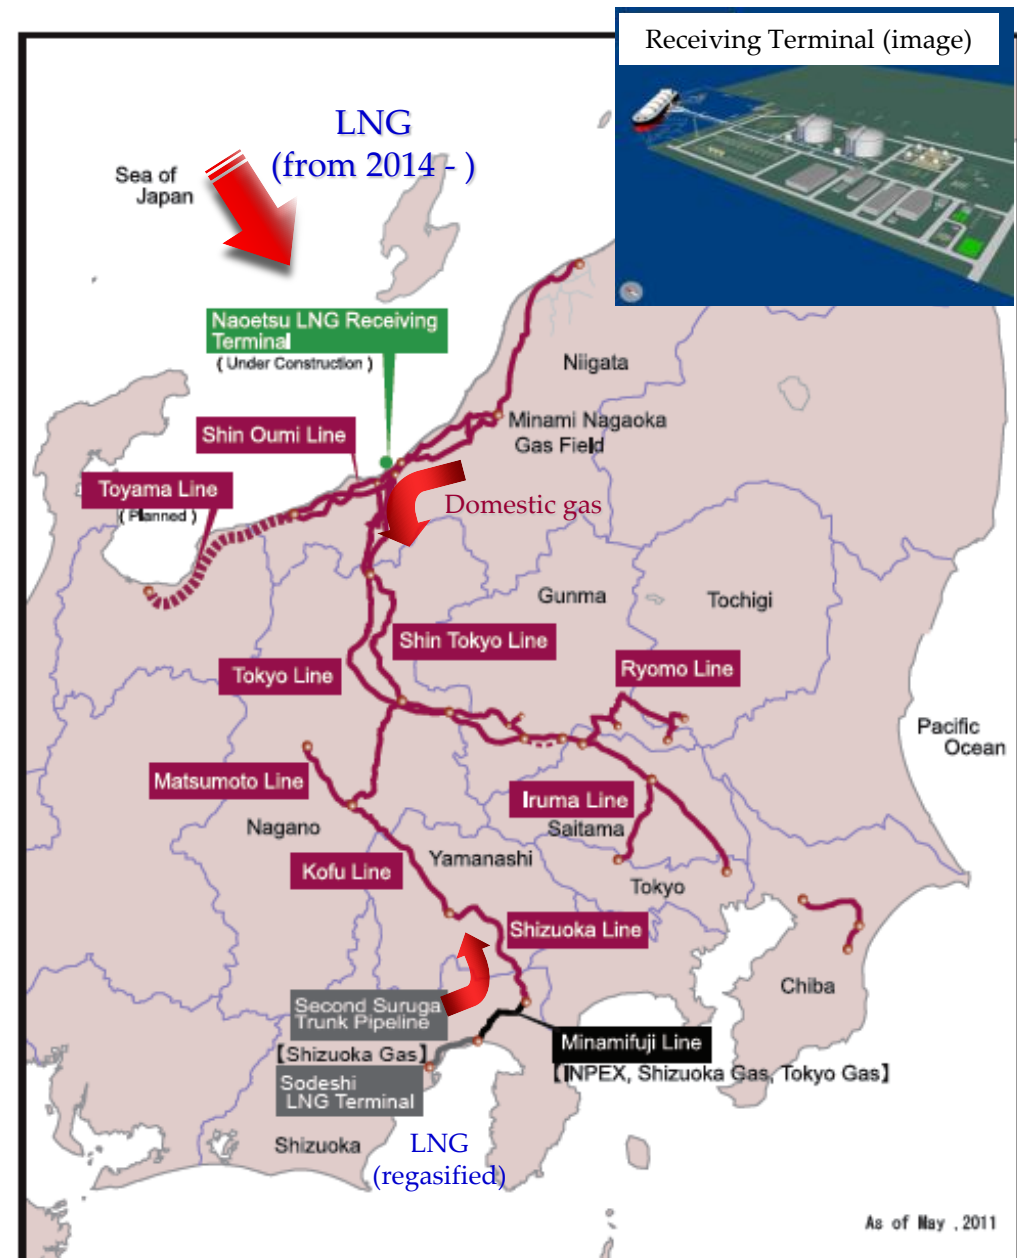 Receiving Terminal (image)
LNG
(from 2014 - )
Sea of
Japan
Naoetsu LNG Receiving
Terminal
( Under Construction )
Niigata
Minami Nagaoka
Gas Field
Shin Oumi Line
Toyama Line
( Planned )
Domestic gas
Gunma
Tochigi
Shin Tokyo Line
Tokyo Line
Ryomo Line
Pacific
Ocean
Matsumoto Line
Iruma Line
Nagano
Saitama
Yamanashi
Kofu Line
Tokyo
Shizuoka Line
Chiba
Second Suruga
Trunk Pipeline
【Shizuoka Gas】
Minamifuji Line
【INPEX, Shizuoka Gas, Tokyo Gas】
Sodeshi
LNG Terminal
Shizuoka
LNG
(regasified)
As of May , 2011